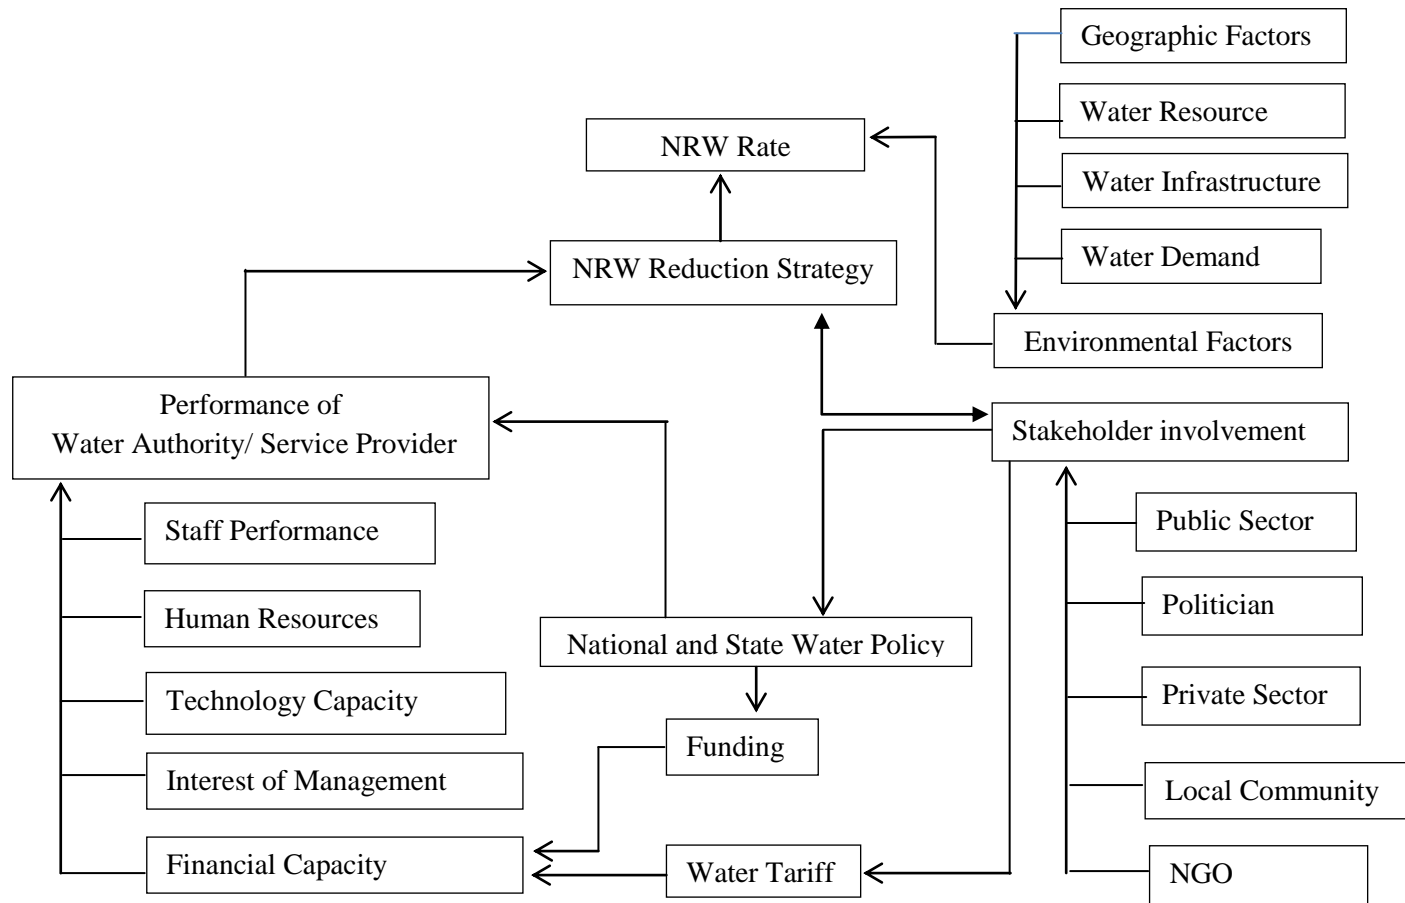 Geographic Factors
Water Resource
NRW Rate
Water Infrastructure
NRW Reduction Strategy
Water Demand
Environmental Factors
Performance of
Water Authority/ Service Provider
Stakeholder involvement
Staff Performance
Public Sector
Human Resources
Politician
National and State Water Policy
Technology Capacity
Private Sector
Funding
Interest of Management
Local Community
Financial Capacity
Water Tariff
NGO